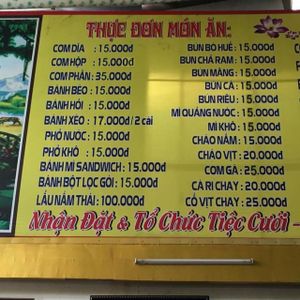 THỰC ĐƠN MÓN ĂN:
CƠM DĨA : 15.000đ
CƠM HỘP : 15.000đ
CƠM PHẦN : 35.000đ
BÁNH BÈO : 15.000đ
BÁNH HỎI : 15.000đ
BÁNH XÈO : 17.000đ/2 cái
PHỞ NƯỚC : 15.000đ
PHỞ KHÔ : 15.000đ
BÁNH MÌ SANDWICH : 15.000đ
BÁNH BỘT LỌC GÓI : 15.000đ
LẨU NẤM THÁI : 100.000đ
BÚN BÒ HUẾ : 15.000đ
BÚN CHẢ RAM : 15.000đ
BÚN MĂNG : 15.000đ
BÚN CÁ : 15.000đ
BÚN RIÊU : 15.000đ
MÌ QUẢNG NƯỚC : 15.000đ
MÌ KHÔ : 15.000đ
CHÁO NẤM : 15.000đ
CHÁO VỊT : 20.000đ
CƠM GÀ : 25.000đ
CÀ RI CHAY : 20.000đ
CỔ VỊT CHAY : 25.000đ
Nhận Đặt & Tổ Chức Tiệc Cưới -